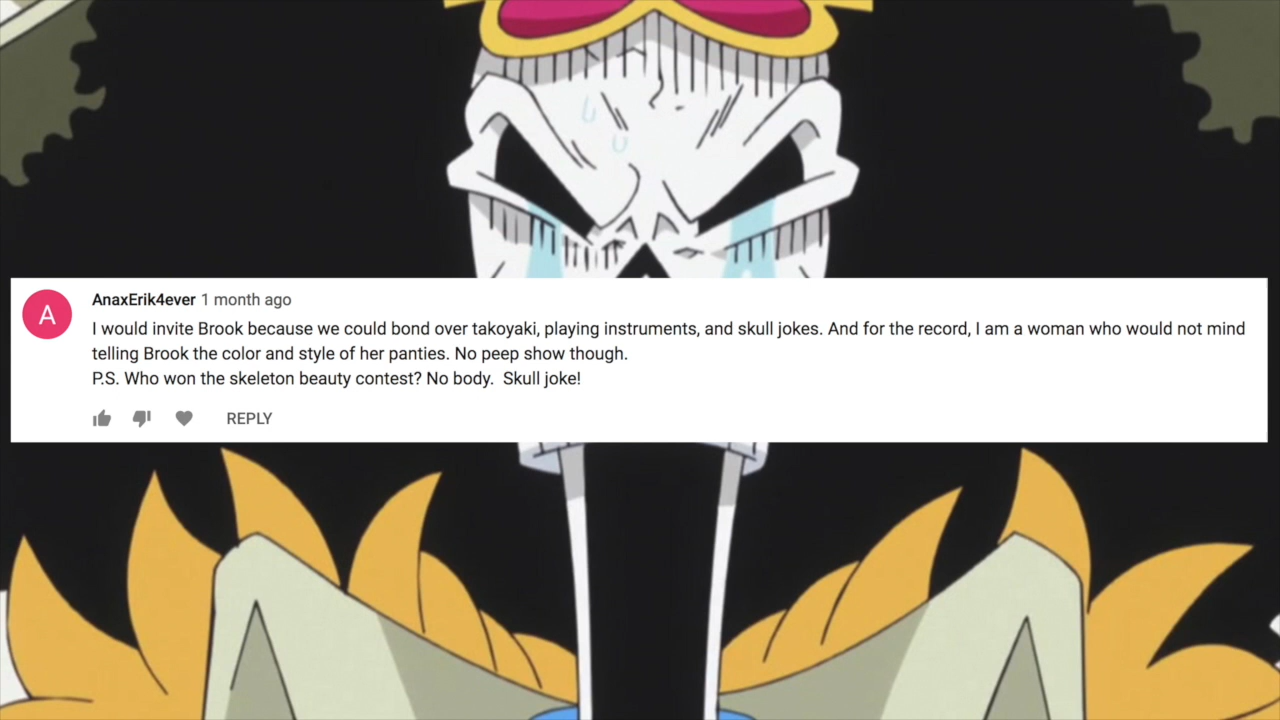 A
AnaxErik4ever 1 month ago
I would invite Brook because we could bond over takoyaki, playing instruments, and skull jokes. And for the record, I am a woman who would not mind
telling Brook the color and style of her panties. No peep show though.
P.S. Who won the skeleton beauty contest? No body.  Skull joke!
REPLY